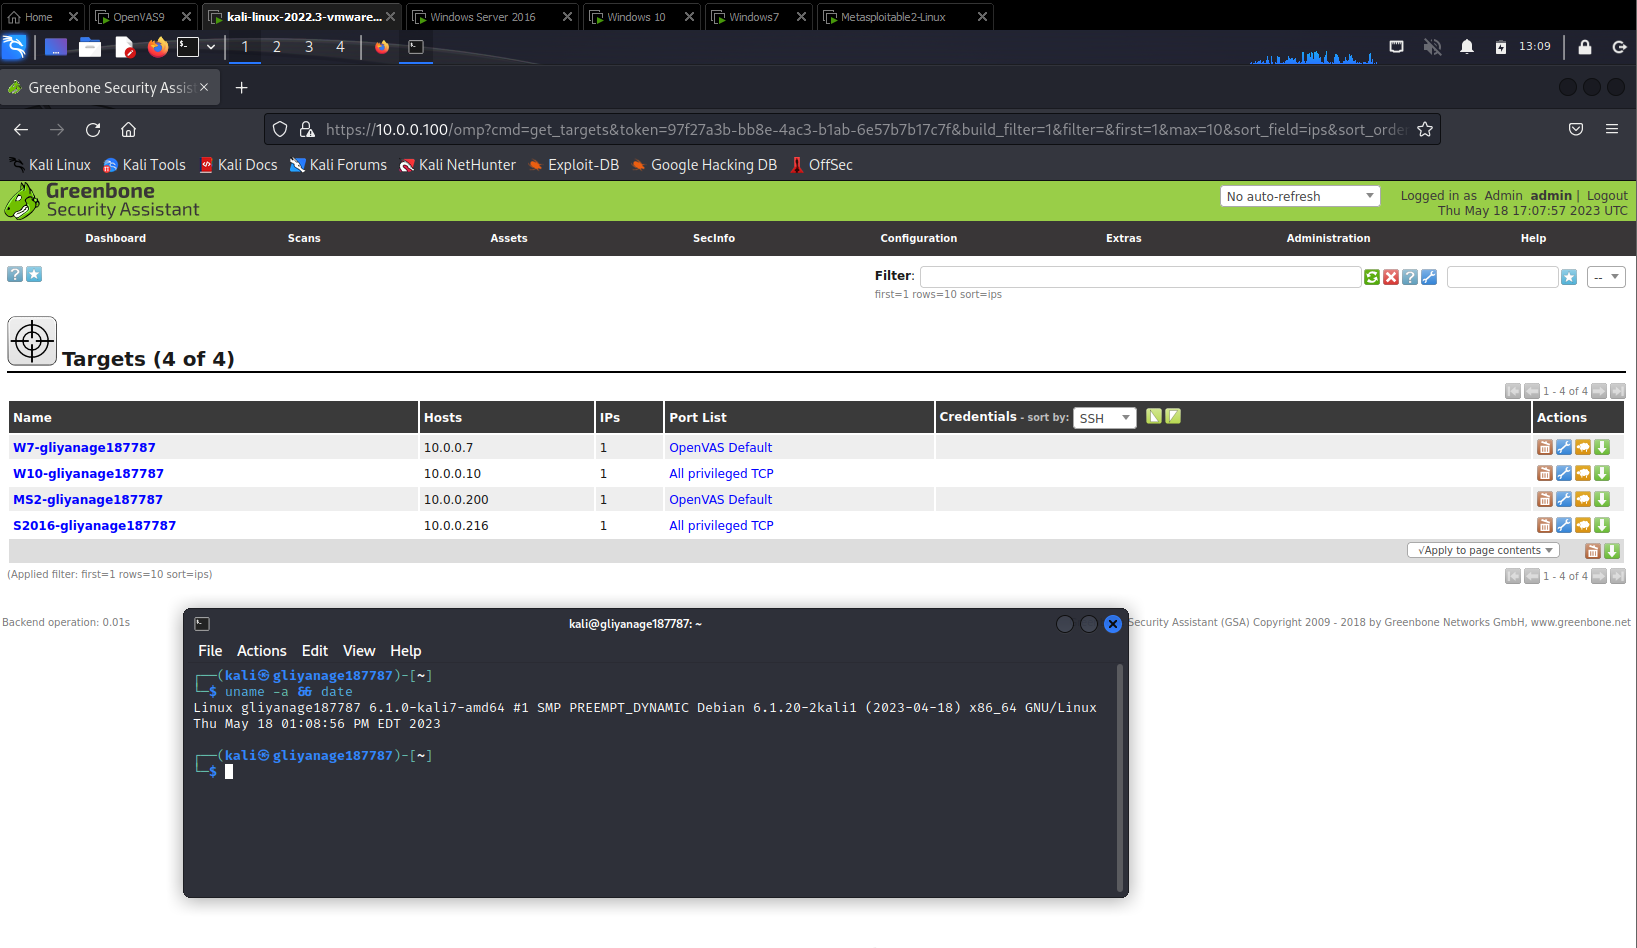 Home
OpenVAS9
kali-linux-2022.3-vmware...
Windows Server 2016
Windows 10
Windows7
Metasploitable2-Linux
1 2 3 4
13:09
Greenbone Security Assis
https://10.0.0.100/omp?cmd=get_targets&token=97f27a3b-bb8e-4ac3-b1ab-6e57b7b17c7f&build_filter=1&filter=&first=1&max=10&sort_field=ips&sort_orde
Kali Linux Kali Tools Kali Docs Kali Forums Kali NetHunter Exploit-DB Google Hacking DB OffSec
Greenbone
Security Assistant
No auto-refresh
Logged in as Admin admin | Logout
Thu May 18 17:07:57 2023 UTC
Dashboard Scans Assets SecInfo Configuration Extras Administration Help
Filter:
--
first=1 rows=10 sort=ips
Targets (4 of 4)
1 - 4 of 4
Name Hosts IPs Port List Credentials - sort by: SSH Actions
W7-gliyanage187787 10.0.0.7 1 OpenVAS Default
W10-gliyanage187787 10.0.0.10 1 All privileged TCP
MS2-gliyanage187787 10.0.0.200 1 OpenVAS Default
S2016-gliyanage187787 10.0.0.216 1 All privileged TCP
√Apply to page contents
(Applied filter: first=1 rows=10 sort=ips)
1 - 4 of 4
Backend operation: 0.01s
Security Assistant (GSA) Copyright 2009 - 2018 by Greenbone Networks GmbH, www.greenbone.net
kali@gliyanage187787: ~
File Actions Edit View Help
┌──(kali㉿gliyanage187787)-[~]
└─$ uname -a && date
Linux gliyanage187787 6.1.0-kali7-amd64 #1 SMP PREEMPT_DYNAMIC Debian 6.1.20-2kali1 (2023-04-18) x86_64 GNU/Linux
Thu May 18 01:08:56 PM EDT 2023
┌──(kali㉿gliyanage187787)-[~]
└─$